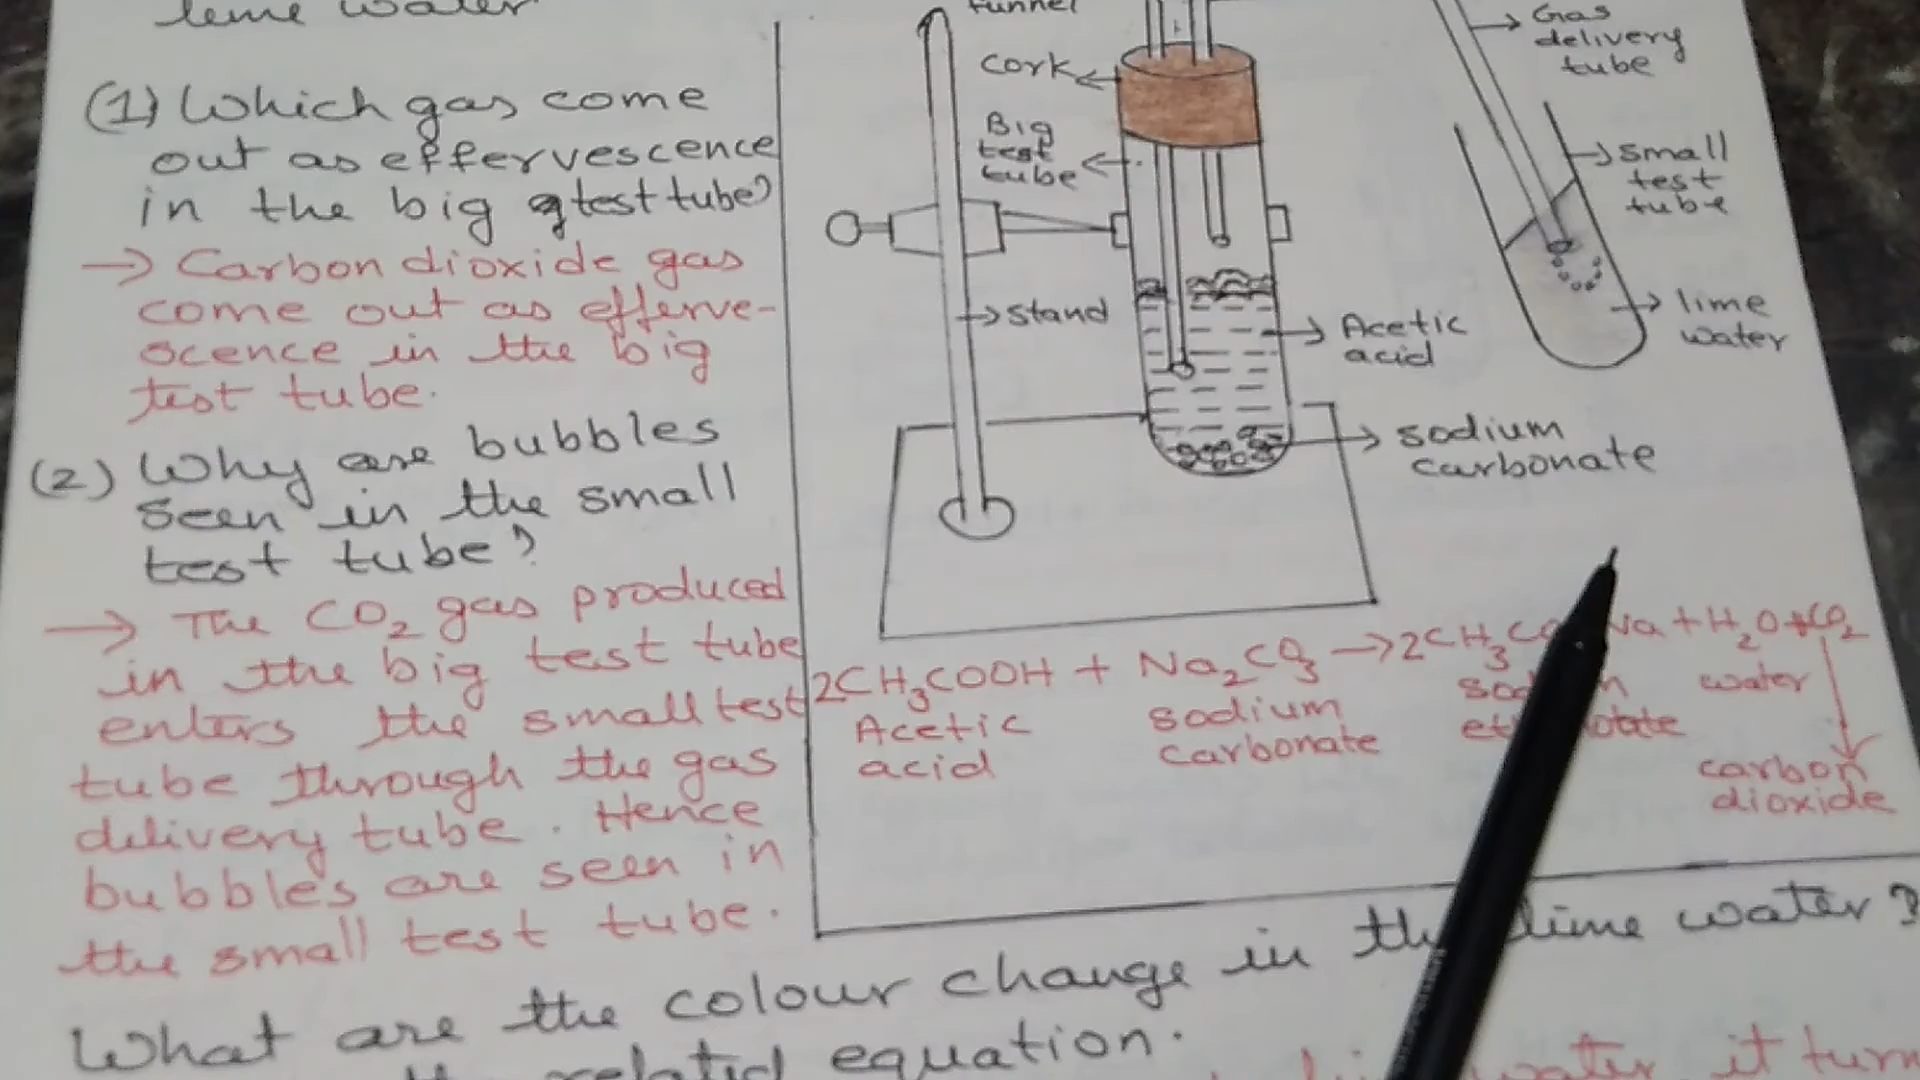 lime water
(1) Which gas come
out as effervescence
in the big test tube?
→ Carbon dioxide gas
come out as efferve-
scence in the big
test tube.
(2) Why are bubbles
seen in the small
test tube?
→ The CO₂ gas produced
in the big test tube
enters the small test
tube through the gas
delivery tube. Hence
bubbles are seen in
the small test tube.
funnel
cork
Big
test
tube
stand
Acetic
acid
sodium
carbonate
Gas
delivery
tube
small
test
tube
lime
water
2CH₃COOH + Na₂CO₃ → 2CH₃CO Na + H₂O + CO₂
Acetic
acid
sodium
carbonate
water
carbon
dioxide
What are the colour change in the lime water?
equation.
water it turn